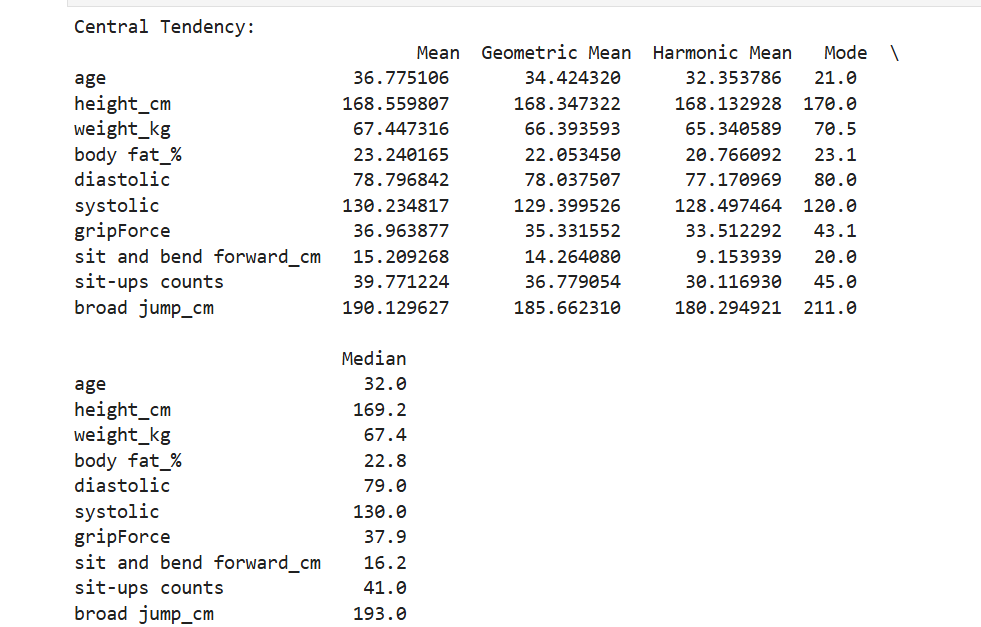 Central Tendency:
Mean Geometric Mean Harmonic Mean Mode \
age 36.775106 34.424320 32.353786 21.0
height_cm 168.559807 168.347322 168.132928 170.0
weight_kg 67.447316 66.393593 65.340589 70.5
body fat_% 23.240165 22.053450 20.766092 23.1
diastolic 78.796842 78.037507 77.170969 80.0
systolic 130.234817 129.399526 128.497464 120.0
gripForce 36.963877 35.331552 33.512292 43.1
sit and bend forward_cm 15.209268 14.264080 9.153939 20.0
sit-ups counts 39.771224 36.779054 30.116930 45.0
broad jump_cm 190.129627 185.662310 180.294921 211.0
Median
age 32.0
height_cm 169.2
weight_kg 67.4
body fat_% 22.8
diastolic 79.0
systolic 130.0
gripForce 37.9
sit and bend forward_cm 16.2
sit-ups counts 41.0
broad jump_cm 193.0